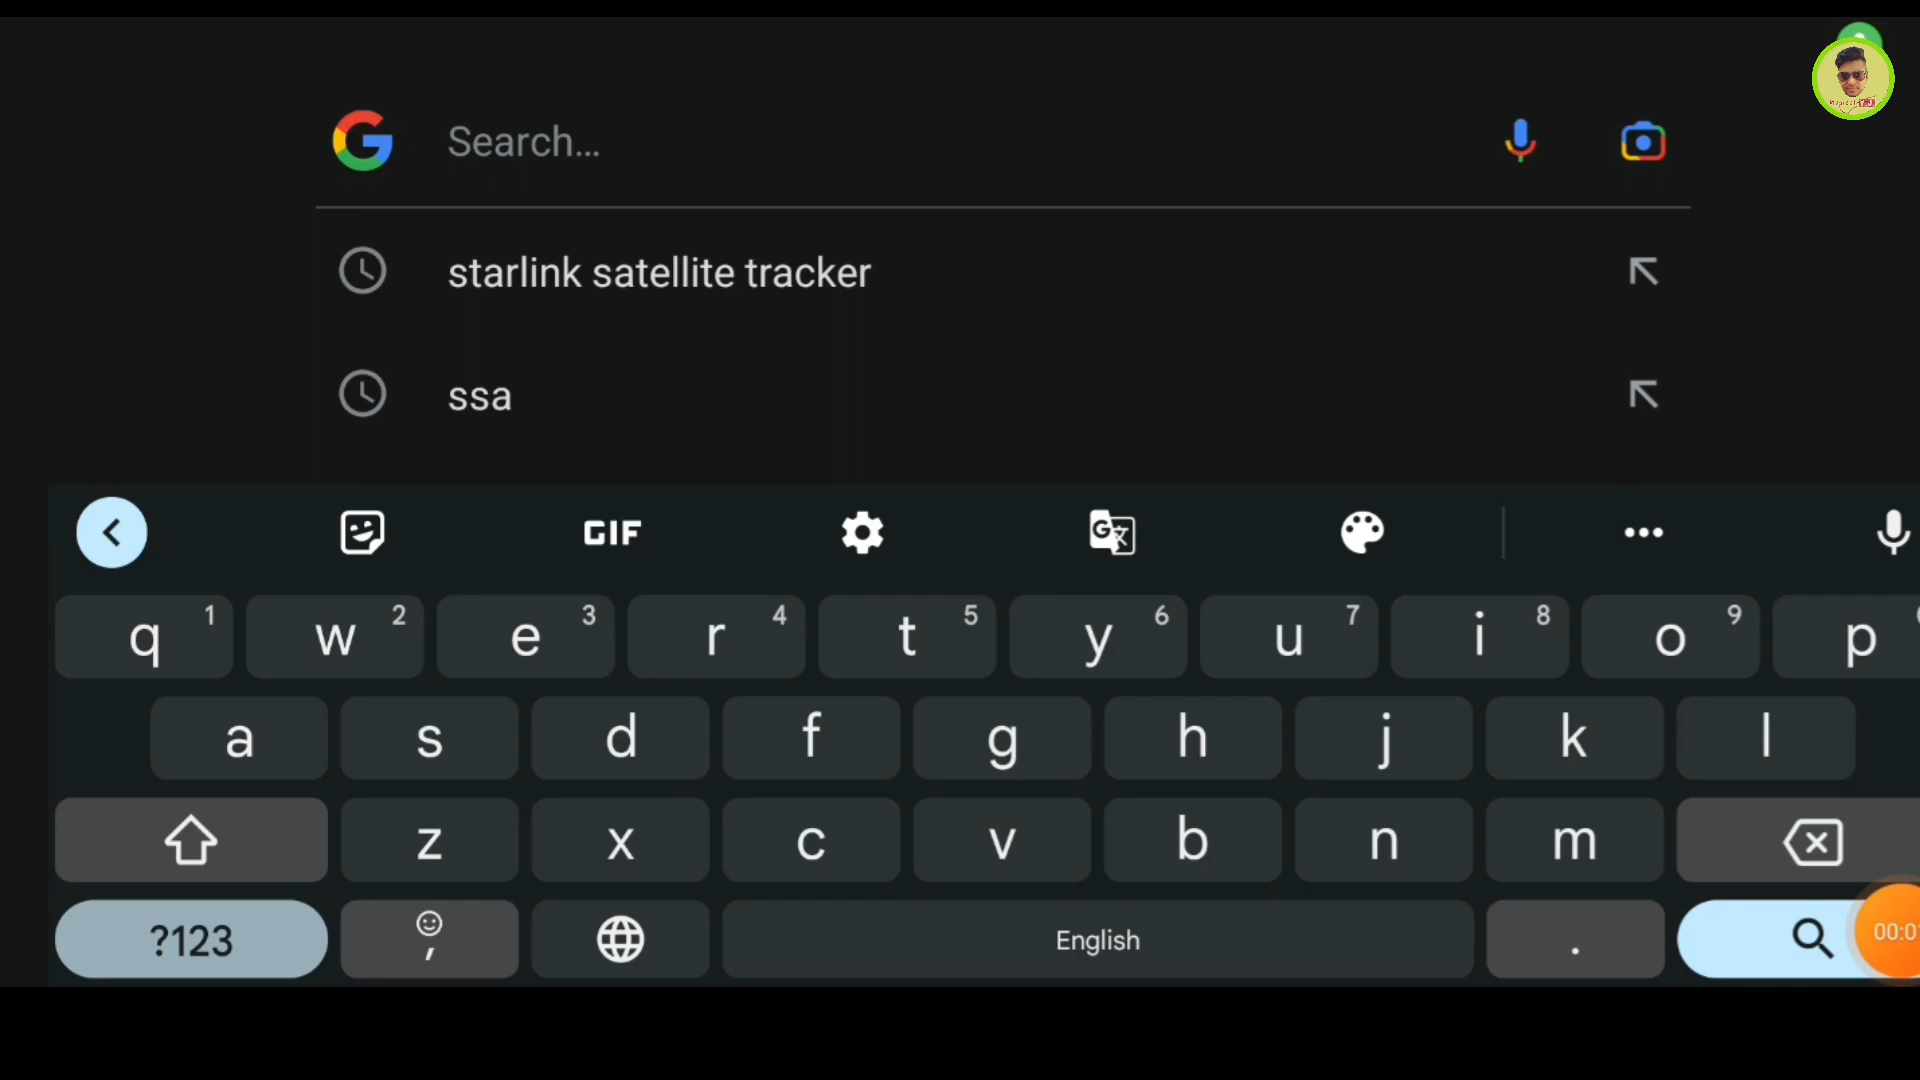 Search...
starlink satellite tracker
ssa
GIF
q 1 w 2 e 3 r 4 t 5 y 6 u 7 i 8 o 9 p
a s d f g h j k l
z x c v b n m
?123 , English .